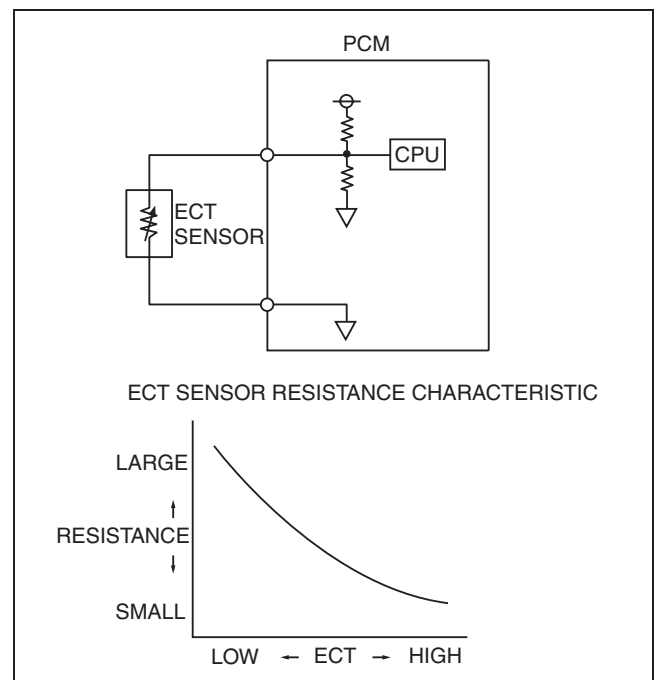 PCM
CPU
ECT
SENSOR
ECT SENSOR RESISTANCE CHARACTERISTIC
LARGE
RESISTANCE
SMALL
LOW ← ECT → HIGH